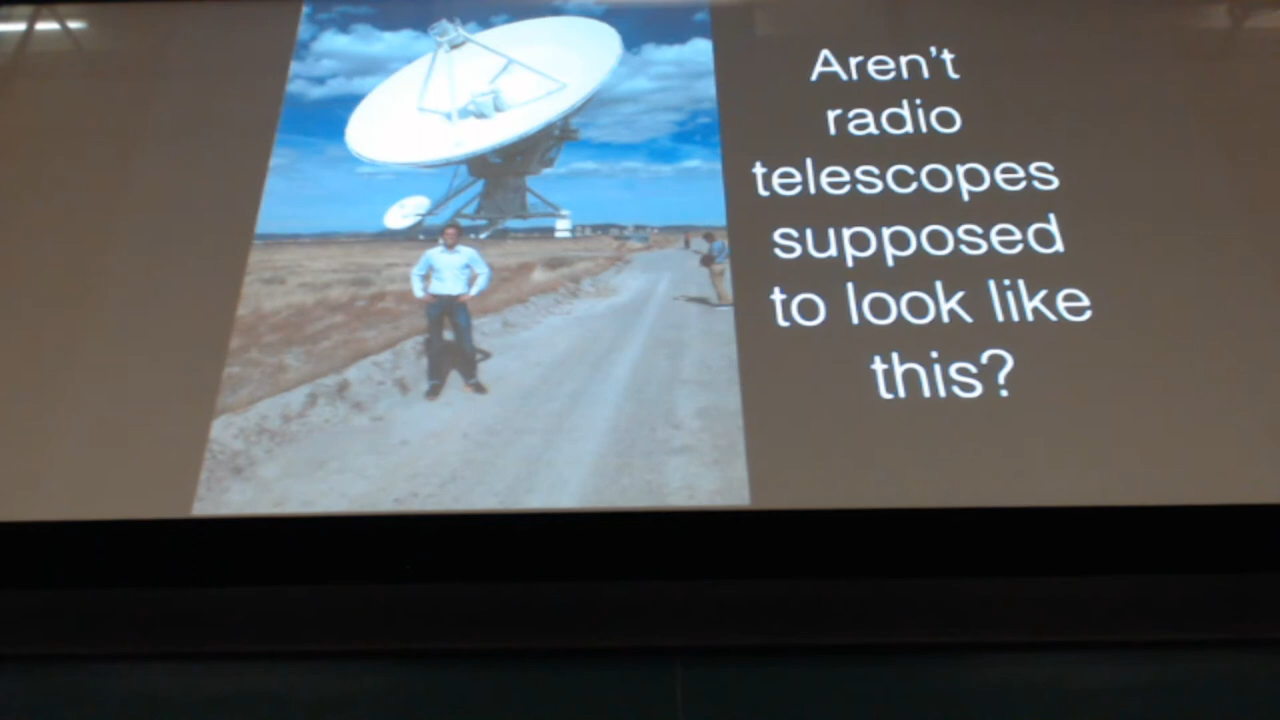 Aren't
radio
telescopes
supposed
to look like
this?